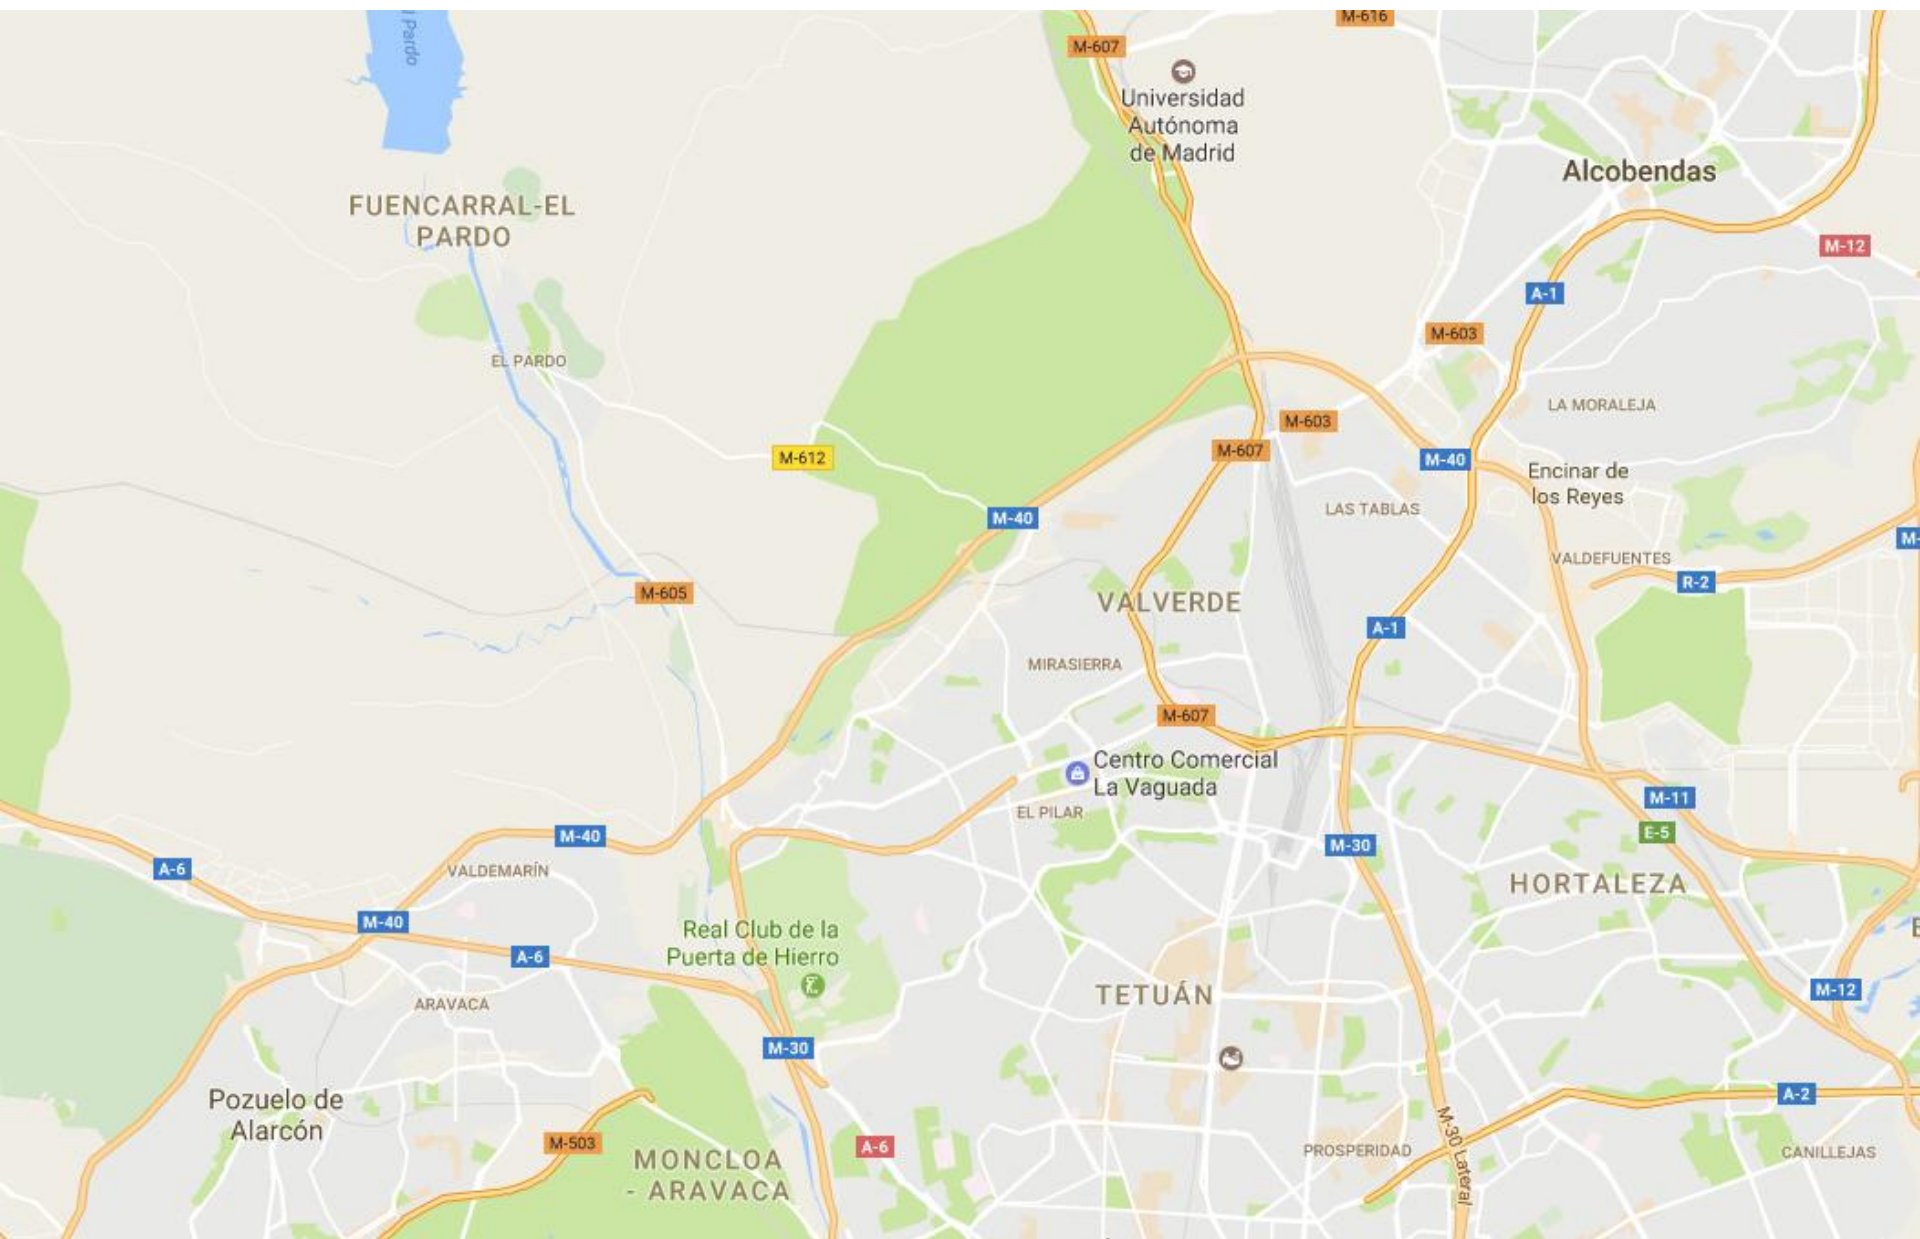 M-616
l Pardo
M-607
Universidad
Autónoma
de Madrid
Alcobendas
FUENCARRAL-EL
PARDO
M-12
A-1
M-603
EL PARDO
LA MORALEJA
M-603
M-607
M-612
M-40
Encinar de
los Reyes
LAS TABLAS
M-40
M-
VALDEFUENTES
R-2
M-605
VALVERDE
A-1
MIRASIERRA
M-607
Centro Comercial
La Vaguada
M-11
EL PILAR
E-5
M-40
M-30
A-6
VALDEMARÍN
HORTALEZA
M-40
Real Club de la
Puerta de Hierro
A-6
M-12
TETUÁN
ARAVACA
M-30
A-2
Pozuelo de
Alarcón
M-503
A-6
M-30 Lateral
PROSPERIDAD
CANILLEJAS
MONCLOA
- ARAVACA